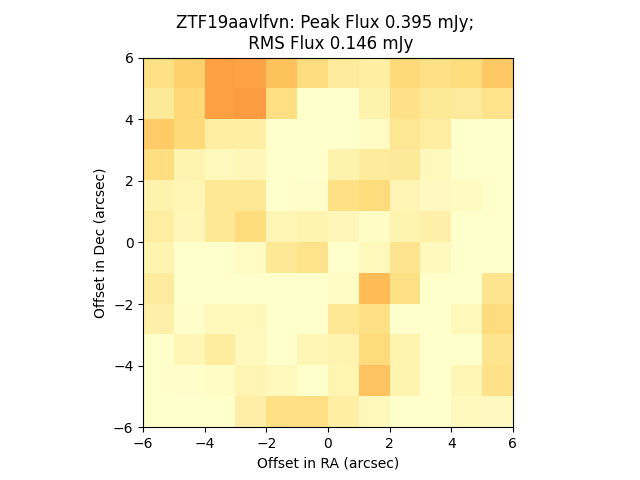 ZTF19aavlfvn: Peak Flux 0.395 mJy;
RMS Flux 0.146 mJy
6
4
2
0
−2
−4
−6
Offset in Dec (arcsec)
−6 −4 −2 0 2 4 6
Offset in RA (arcsec)